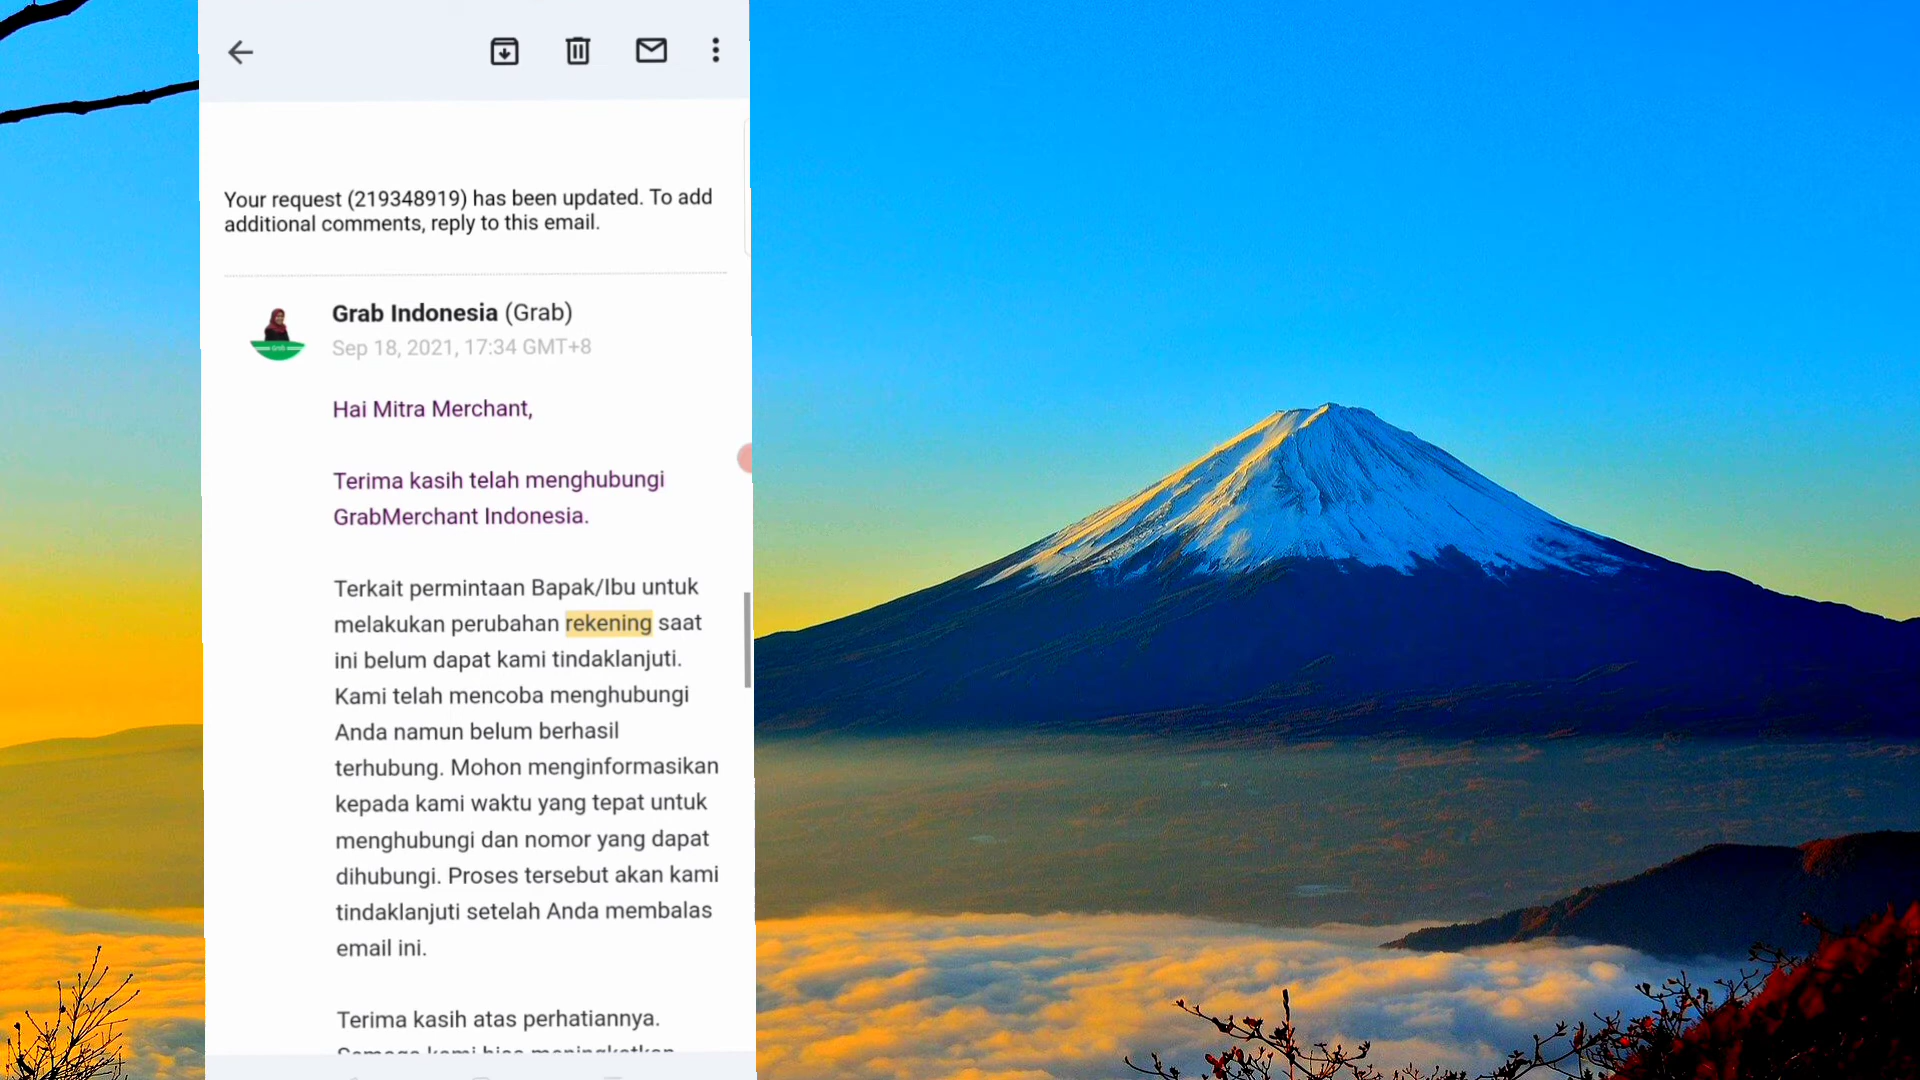 Your request (219348919) has been updated. To add
additional comments, reply to this email.
Grab Indonesia (Grab)
Sep 18, 2021, 17:34 GMT+8
Hai Mitra Merchant,
Terima kasih telah menghubungi
GrabMerchant Indonesia.
Terkait permintaan Bapak/Ibu untuk
melakukan perubahan rekening saat
ini belum dapat kami tindaklanjuti.
Kami telah mencoba menghubungi
Anda namun belum berhasil
terhubung. Mohon menginformasikan
kepada kami waktu yang tepat untuk
menghubungi dan nomor yang dapat
dihubungi. Proses tersebut akan kami
tindaklanjuti setelah Anda membalas
email ini.
Terima kasih atas perhatiannya.
Semoga kami bisa meningkatkan